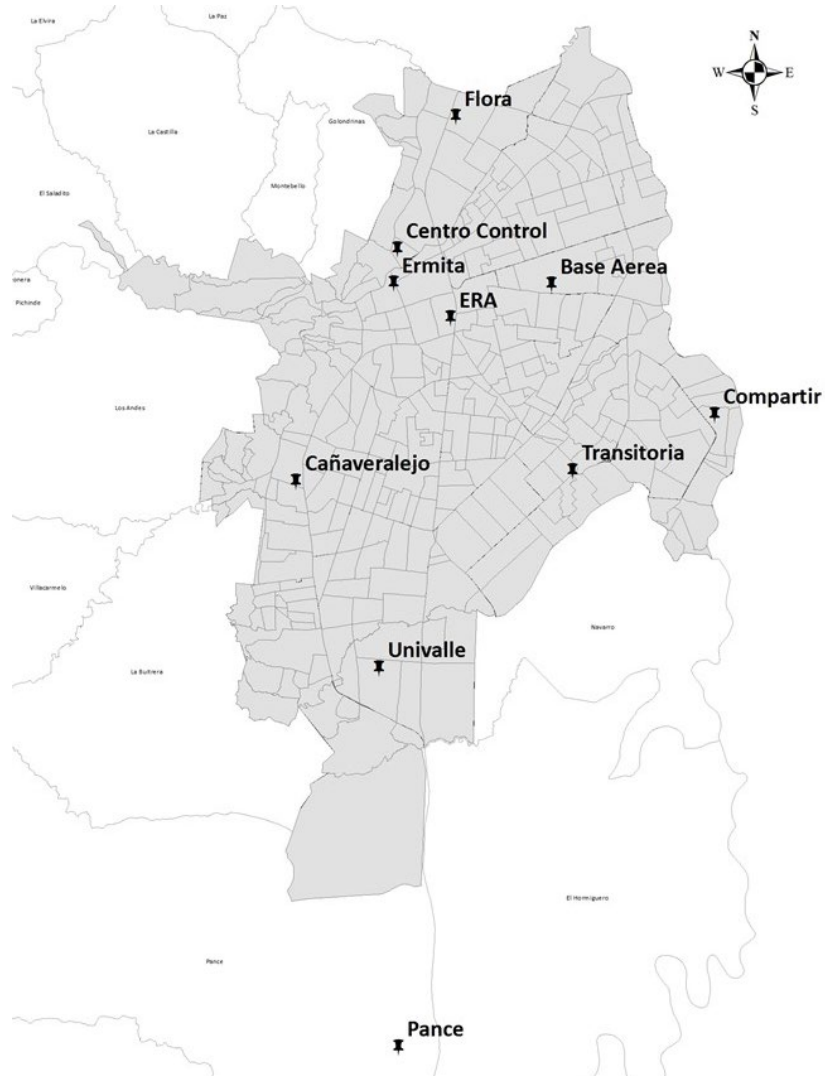 La Elvira
La Paz
N
W
E
S
Flora
Golondrinas
La Castilla
Montebello
El Saladito
Centro Control
Ermita
Base Aerea
onera
Pichinde
ERA
Compartir
Los Andes
Transitoria
Cañaveralejo
Villacarmelo
Navarro
Univalle
La Buitrera
El Hormiguero
Pance
Pance